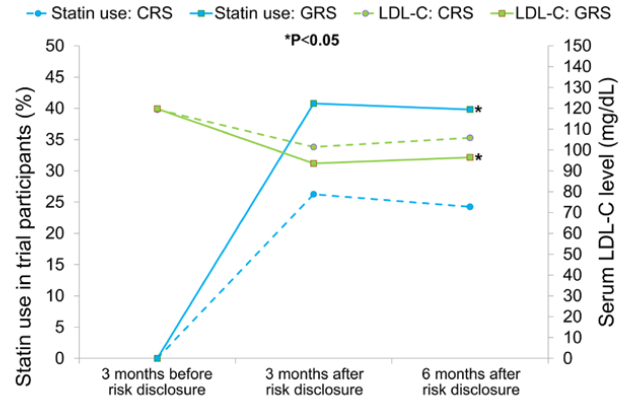 Statin use: CRS Statin use: GRS LDL-C: CRS LDL-C: GRS
*P<0.05
Statin use in trial participants (%)
50
45
40
35
30
25
20
15
10
5
0
*
*
150
140
130
120
110
100
90
80
70
60
50
40
30
20
10
0
Serum LDL-C level (mg/dL)
3 months before
risk disclosure
3 months after
risk disclosure
6 months after
risk disclosure